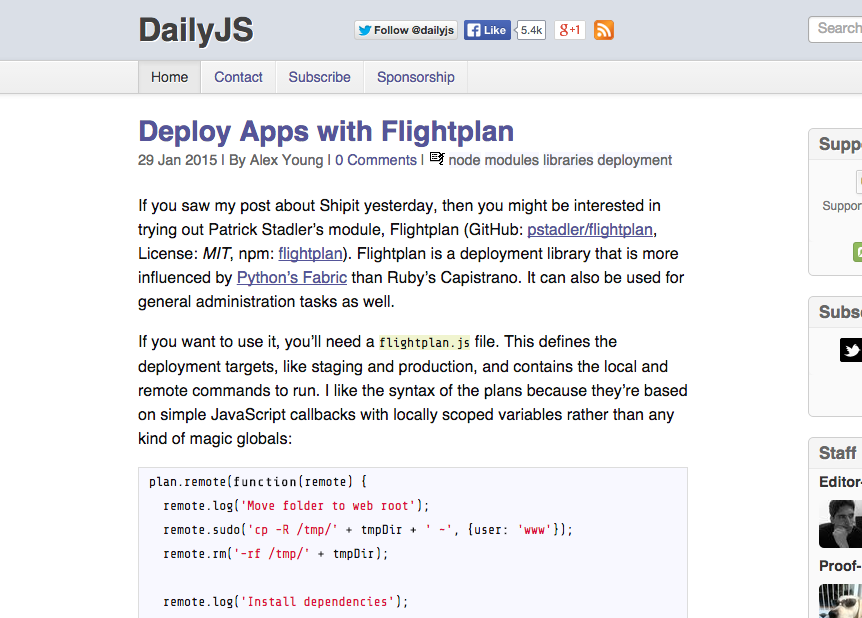 DailyJS
Follow @dailyjs
Like
5.4k
g+1
Search
Home
Contact
Subscribe
Sponsorship
Deploy Apps with Flightplan
29 Jan 2015 | By Alex Young | 0 Comments | node modules libraries deployment
If you saw my post about Shipit yesterday, then you might be interested in
trying out Patrick Stadler’s module, Flightplan (GitHub: pstadler/flightplan,
License: MIT, npm: flightplan). Flightplan is a deployment library that is more
influenced by Python’s Fabric than Ruby’s Capistrano. It can also be used for
general administration tasks as well.
If you want to use it, you’ll need a flightplan.js file. This defines the
deployment targets, like staging and production, and contains the local and
remote commands to run. I like the syntax of the plans because they’re based
on simple JavaScript callbacks with locally scoped variables rather than any
kind of magic globals:
plan.remote(function(remote) {
remote.log('Move folder to web root');
remote.sudo('cp -R /tmp/' + tmpDir + ' ~', {user: 'www'});
remote.rm('-rf /tmp/' + tmpDir);
remote.log('Install dependencies');
Supp
Suppor
Subs
Staff
Editor-
Proof-